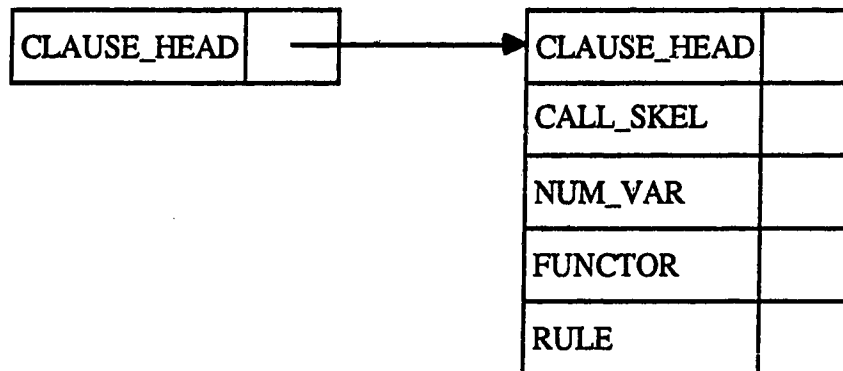 CLAUSE_HEAD CLAUSE_HEAD
CALL_SKEL
NUM_VAR
FUNCTOR
RULE